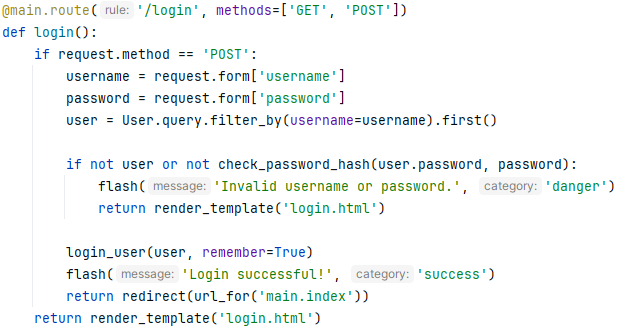 @main.route( rule: '/login', methods=['GET', 'POST'])
def login():
    if request.method == 'POST':
        username = request.form['username']
        password = request.form['password']
        user = User.query.filter_by(username=username).first()

        if not user or not check_password_hash(user.password, password):
            flash( message: 'Invalid username or password.', category: 'danger')
            return render_template('login.html')

        login_user(user, remember=True)
        flash( message: 'Login successful!', category: 'success')
        return redirect(url_for('main.index'))
    return render_template('login.html')